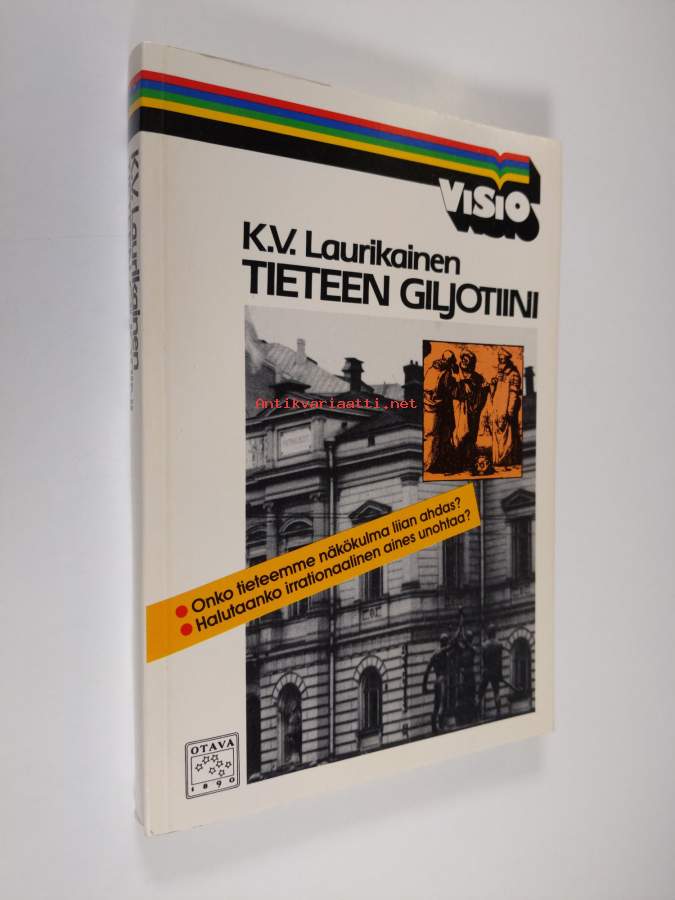 VISIO
K.V. Laurikainen
TIETEEN GILJOTIINI
Antikvariaatti.net
Onko tieteemme näkökulma liian ahdas?
Halutaanko irrationaalinen aines unohtaa?
OTAVA
1890
K.V. Laurikainen